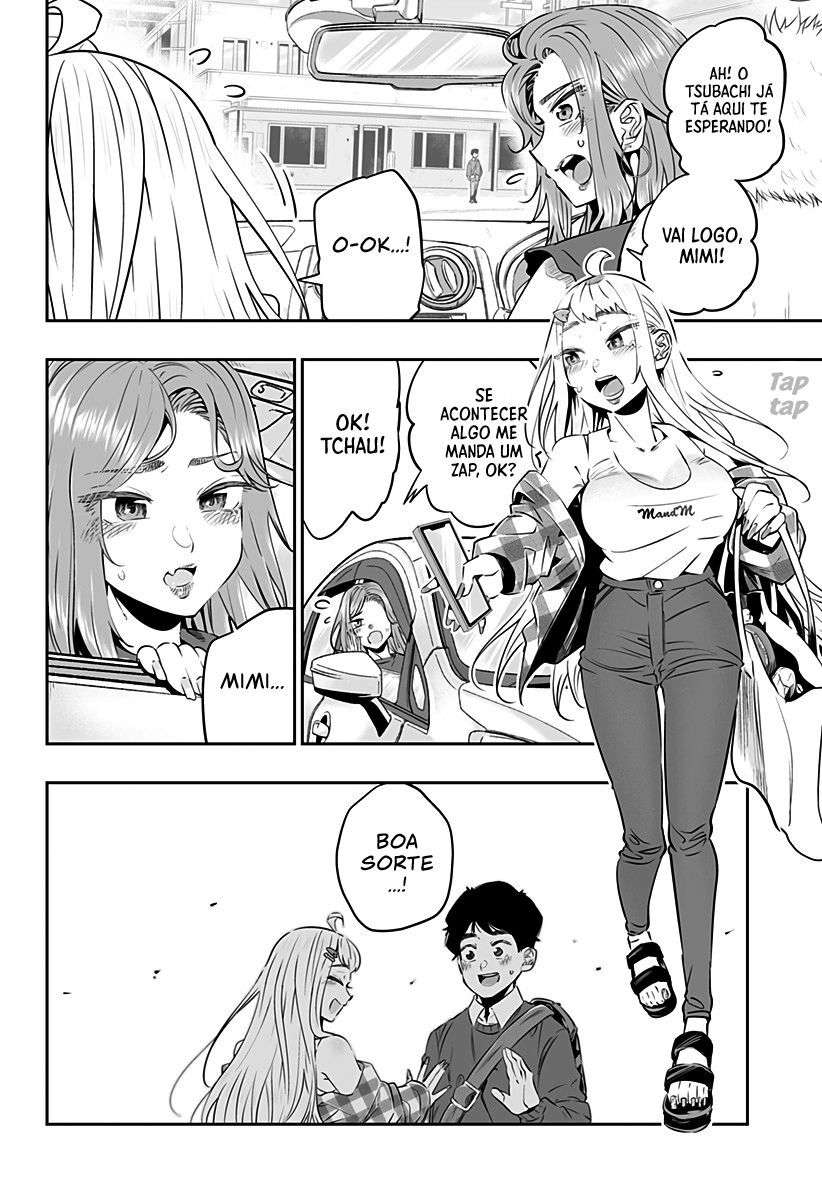 AH! O
TSUBACHI JÁ
TÁ AQUI TE
ESPERANDO!
VAI LOGO,
MIMI!
O-OK...!
Tap
tap
SE
ACONTECER
ALGO ME
MANDA UM
ZAP, OK?
OK!
TCHAU!
MandM
MIMI...
BOA
SORTE
...!